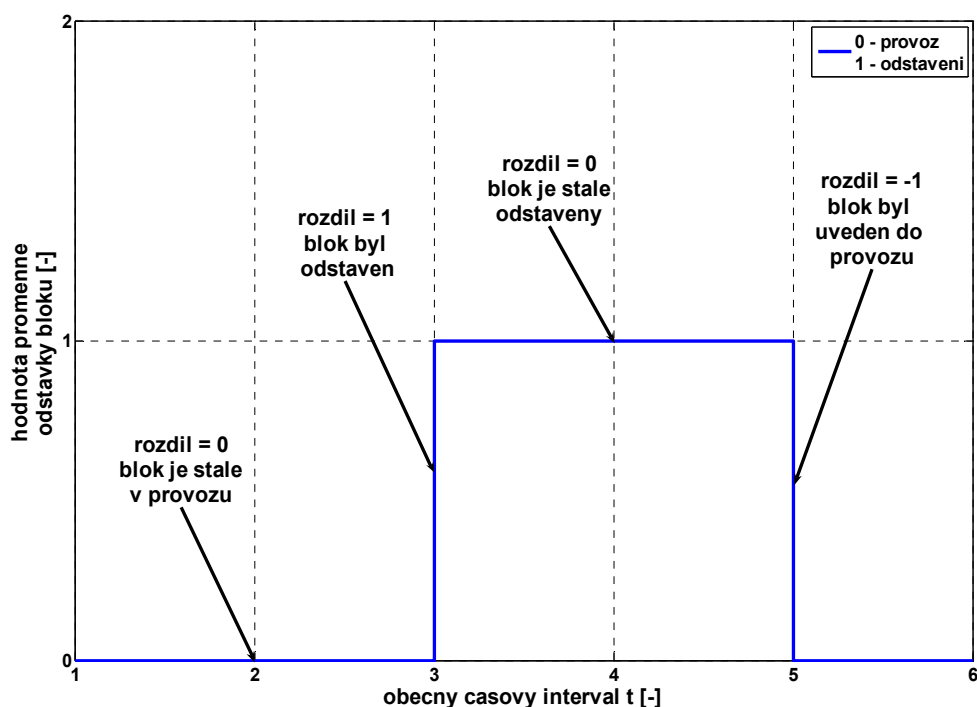 2
0 - provoz
1 - odstaveni
rozdil = 0
blok je stale
odstaveny
rozdil = -1
blok byl
uveden do
provozu
rozdil = 1
blok byl
odstaven
hodnota promenne
odstavky bloku [-]
1
rozdil = 0
blok je stale
v provozu
0
1 2 3 4 5 6
obecny casovy interval t [-]